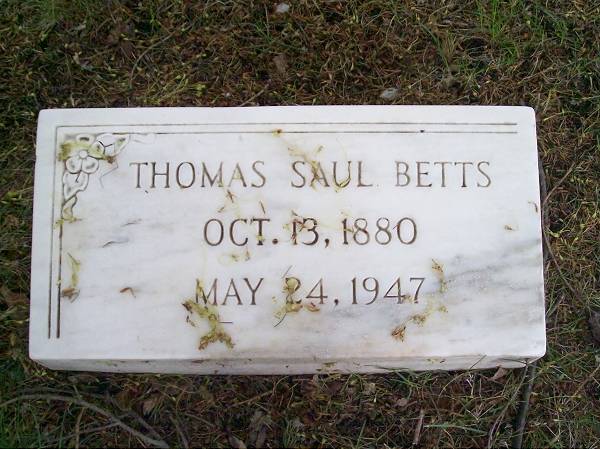 THOMAS SAUL BETTS
OCT. 13, 1880
MAY 24, 1947